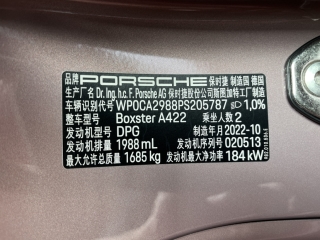 品牌 PORSCHE 保时捷 制造国 德国
生产厂名 Dr. Ing. h.c. F. Porsche AG 保时捷股份公司斯图加特工厂制造
车辆识别代号 WP0CA2988PS205787 gD 1,0%
整车型号 Boxster A422 乘坐人数 2
发动机型号 DPG 制造年月 2022-10
发动机排量 1988 mL 发动机序列号 020513
最大允许总质量 1685 kg 发动机最大净功率 184 kW